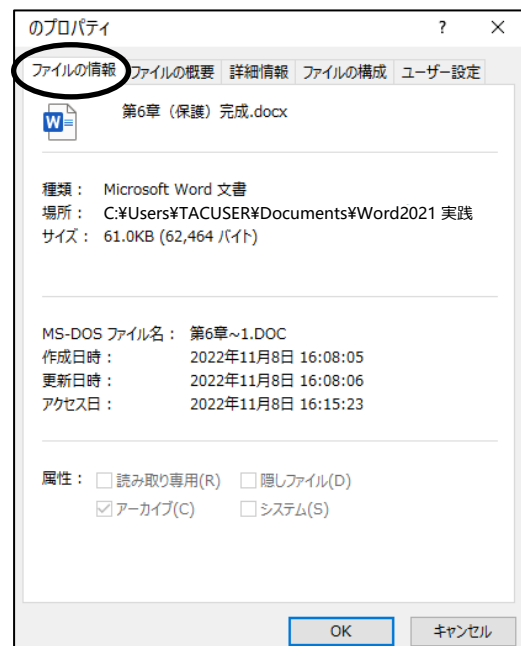 のプロパティ ? ×
ファイルの情報 ファイルの概要 詳細情報 ファイルの構成 ユーザー設定
W
第6章（保護）完成.docx
種類： Microsoft Word 文書
場所： C:¥Users¥TACUSER¥Documents¥Word2021 実践
サイズ： 61.0KB (62,464 バイト)
MS-DOS ファイル名： 第6章~1.DOC
作成日時： 2022年11月8日 16:08:05
更新日時： 2022年11月8日 16:08:06
アクセス日： 2022年11月8日 16:15:23
属性： 読み取り専用(R) 隠しファイル(D)
アーカイブ(C) システム(S)
OK キャンセル